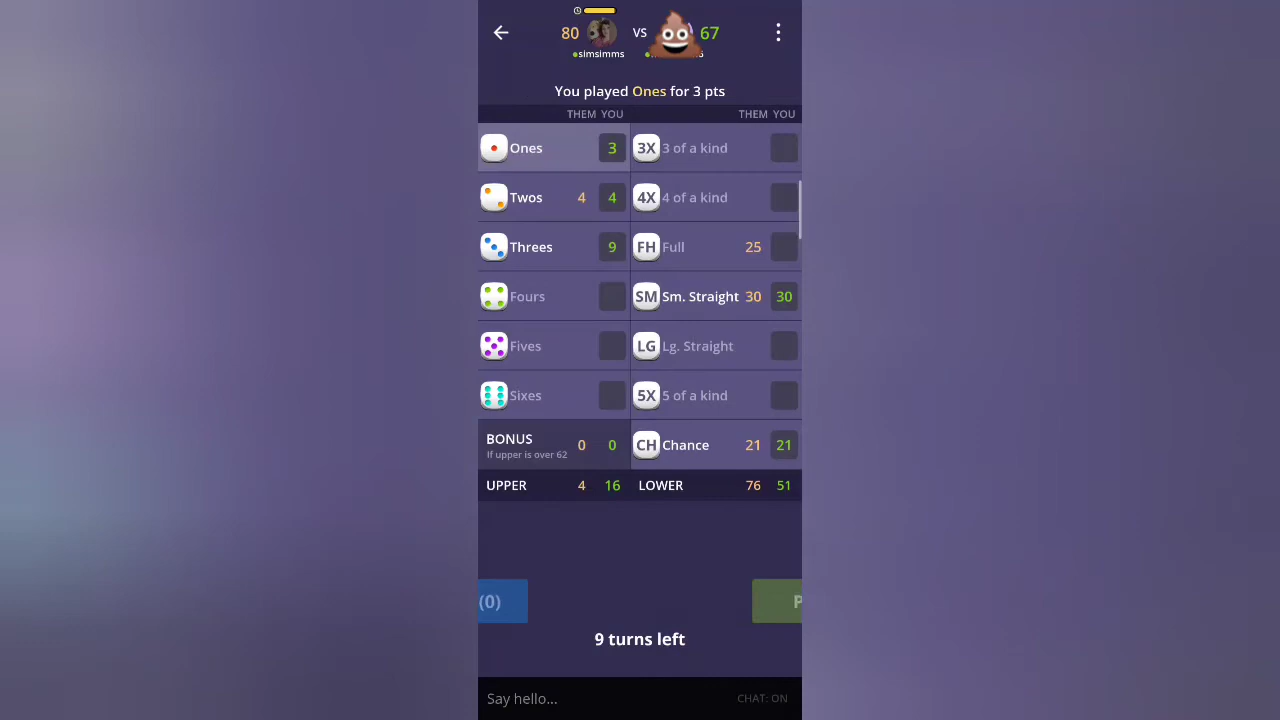 80 VS 67
simsimms
You played Ones for 3 pts
THEM YOU THEM YOU
Ones 3 3X 3 of a kind
Twos 4 4 4X 4 of a kind
Threes 9 FH Full 25
Fours SM Sm. Straight 30 30
Fives LG Lg. Straight
Sixes 5X 5 of a kind
BONUS 0 0 CH Chance 21 21
If upper is over 62
UPPER 4 16 LOWER 76 51
(0) P
9 turns left
Say hello... CHAT: ON